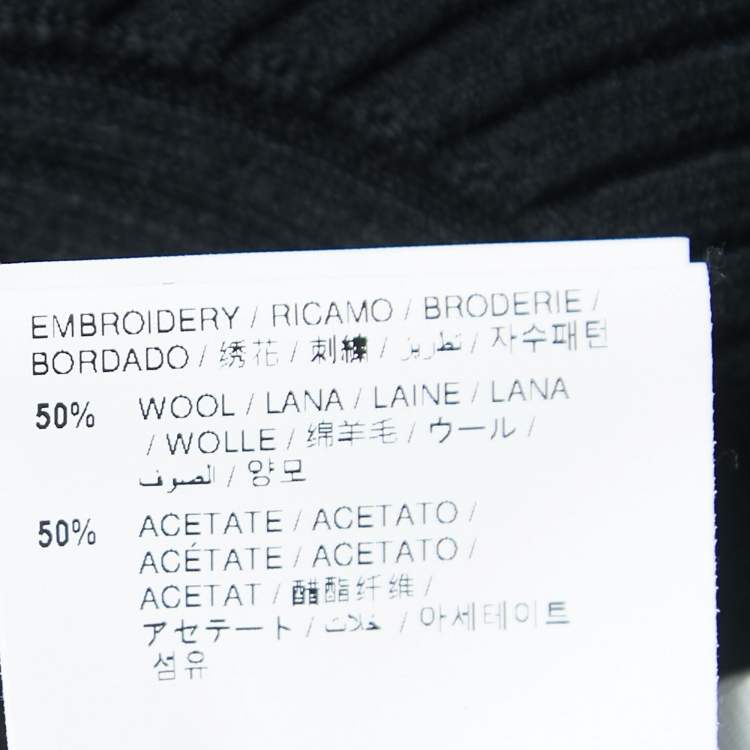 EMBROIDERY / RICAMO / BRODERIE /
BORDADO / 绣花 / 刺繍 / تطريز / 자수패턴
50% WOOL / LANA / LAINE / LANA
/ WOLLE / 绵羊毛 / ウール /
الصوف / 양모
50% ACETATE / ACETATO /
ACÉTATE / ACETATO /
ACETAT / 醋酯纤维 /
アセテート / خلات / 아세테이트
섬유